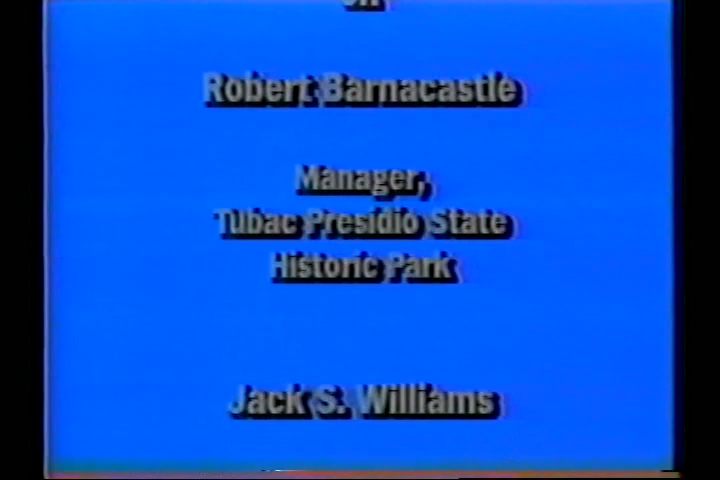 Robert Barnacastle
Manager,
Tubac Presidio State
Historic Park
Jack S. Williams